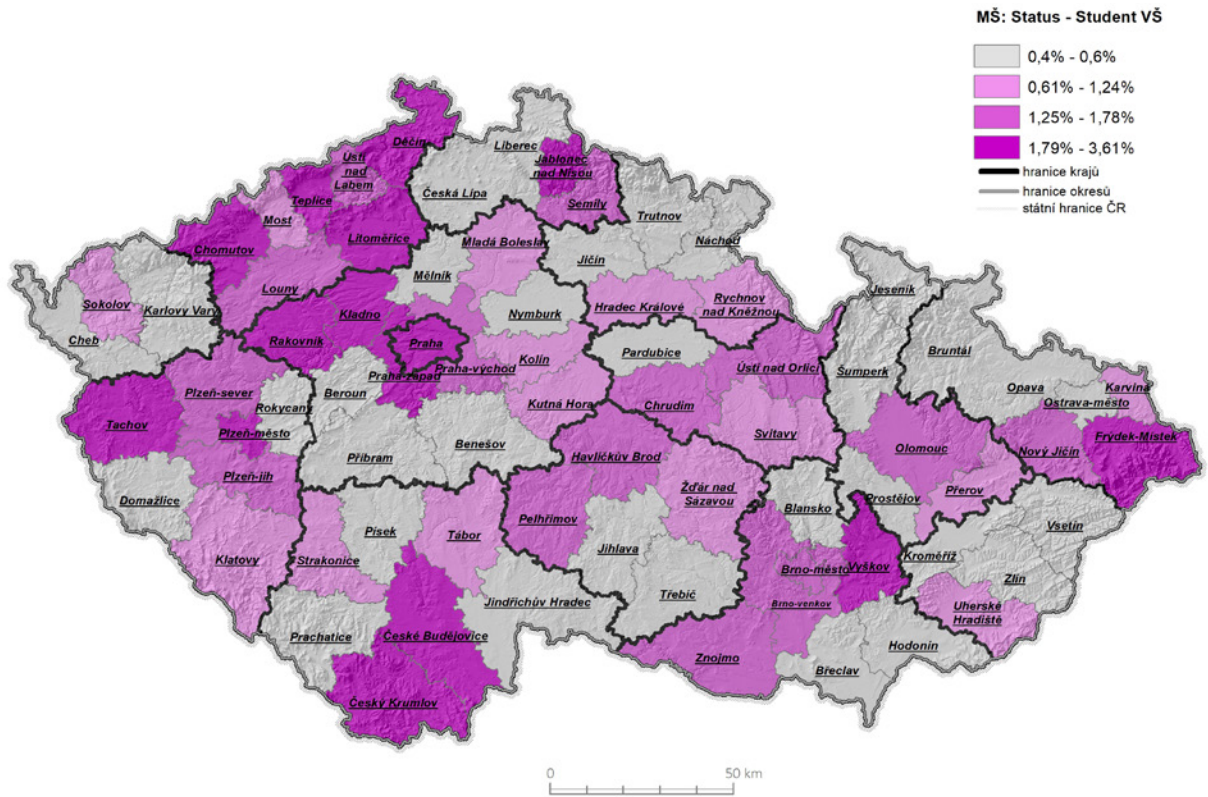 MŠ: Status - Student VŠ
0,4% - 0,6%
0,61% - 1,24%
1,25% - 1,78%
1,79% - 3,61%
hranice krajů
hranice okresů
státní hranice ČR
Děčín
Liberec
Ústí
nad
Labem
Jablonec
nad Nisou
Česká Lípa
Teplice
Semily
Trutnov
Most
Litoměřice
Chomutov
Mladá Bolesla
Náchod
Jičín
Mělník
Jeseník
Louny
Sokolov
Karlovy Vary
Hradec Králové
Rychnov
nad Kněžnou
Kladno
Nymburk
Cheb
Rakovník
Praha
Bruntál
Pardubice
Kolín
Praha-západ
Praha-východ
Ústí nad Orlicí
Šumperk
Opava
Karviná
Ostrava-město
Plzeň-sever
Beroun
Rokycany
Kutná Hora
Chrudim
Tachov
Plzeň-město
Svitavy
Olomouc
Frýdek-Místek
Benešov
Nový Jičín
Příbram
Havlíčkův Brod
Plzeň-jih
Žďár nad
Sázavou
Přerov
Domažlice
Prostějov
Blansko
Pelhřimov
Vsetín
Písek
Tábor
Jihlava
Klatovy
Strakonice
Kroměříž
Brno-město
Vyškov
Zlín
Třebíč
Jindřichův Hradec
Brno-venkov
Uherské
Hradiště
Prachatice
České Budějovice
Hodonín
Znojmo
Břeclav
Český Krumlov
0
50 km